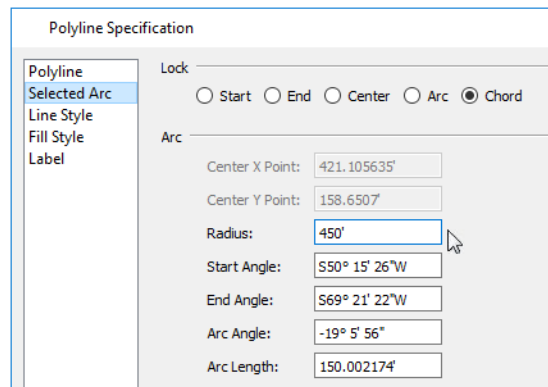 Polyline Specification
Polyline
Selected Arc
Line Style
Fill Style
Label
Lock
Start End Center Arc Chord
Arc
Center X Point: 421.105635'
Center Y Point: 158.6507'
Radius: 450'
Start Angle: S50° 15' 26"W
End Angle: S69° 21' 22"W
Arc Angle: -19° 5' 56"
Arc Length: 150.002174'